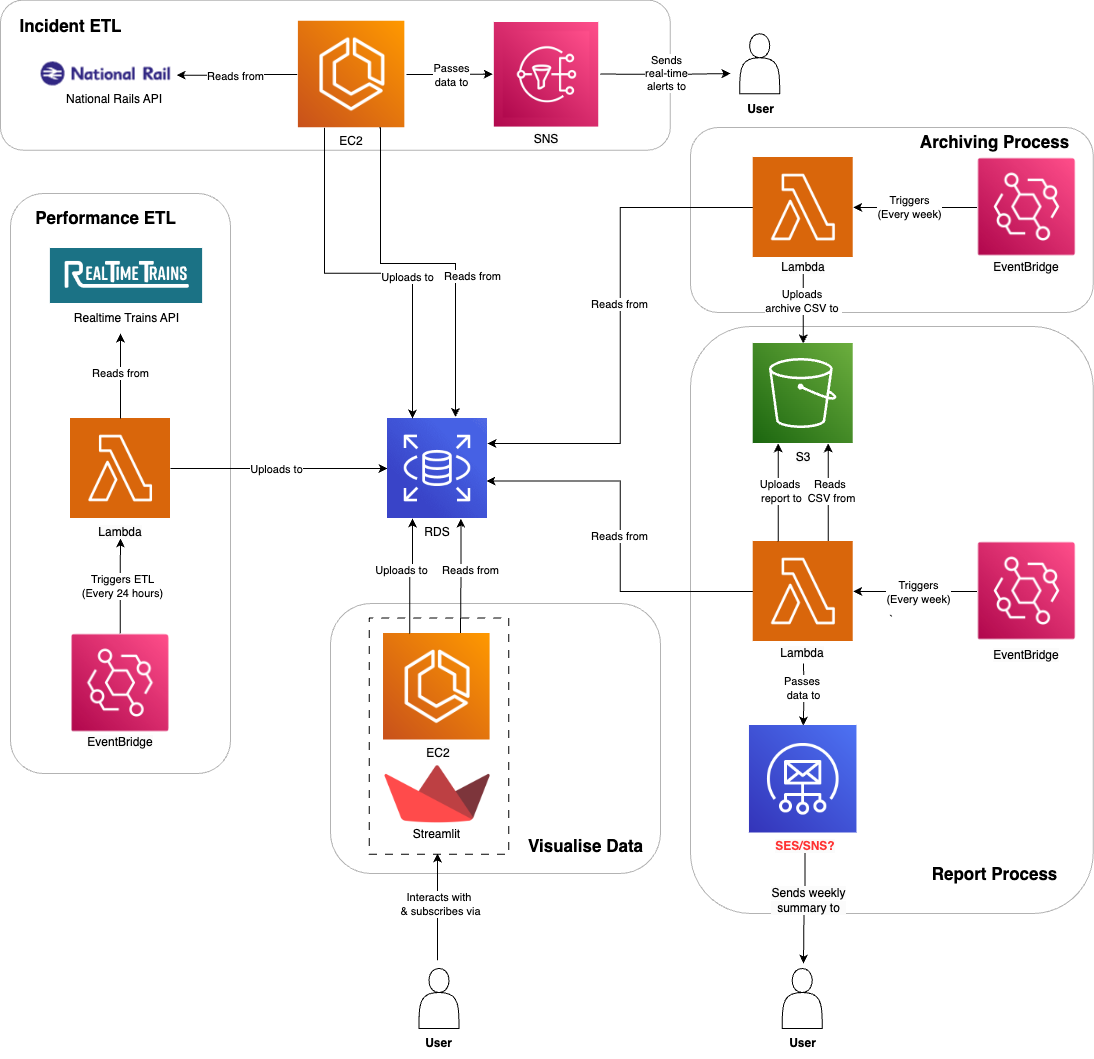 Incident ETL
National Rail
National Rails API
Reads from
EC2
Passes
data to
SNS
Sends
real-time
alerts to
User
Archiving Process
Lambda
Triggers
(Every week)
EventBridge
Uploads
archive CSV to
Performance ETL
REALTIME TRAINS
Realtime Trains API
Reads from
Lambda
Triggers ETL
(Every 24 hours)
EventBridge
Uploads to
Uploads to
Reads from
Reads from
RDS
Reads from
Uploads to
Reads from
EC2
Streamlit
Visualise Data
Interacts with
& subscribes via
User
S3
Uploads
report to
Reads
CSV from
Lambda
Triggers
(Every week)
EventBridge
Passes
data to
SES/SNS?
Report Process
Sends weekly
summary to
User